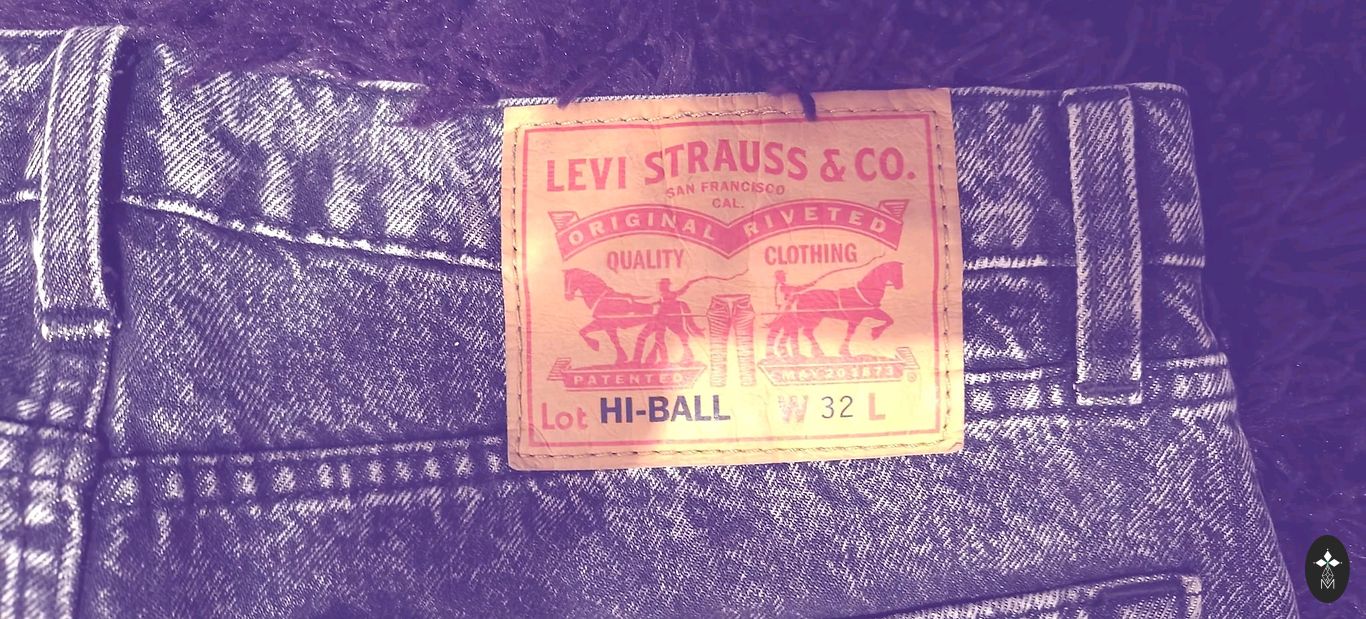 LEVI STRAUSS & CO.
SAN FRANCISCO
CAL.
ORIGINAL RIVETED
QUALITY CLOTHING
PATENTED MAY 20 1873 ®
Lot HI-BALL W 32 L
M